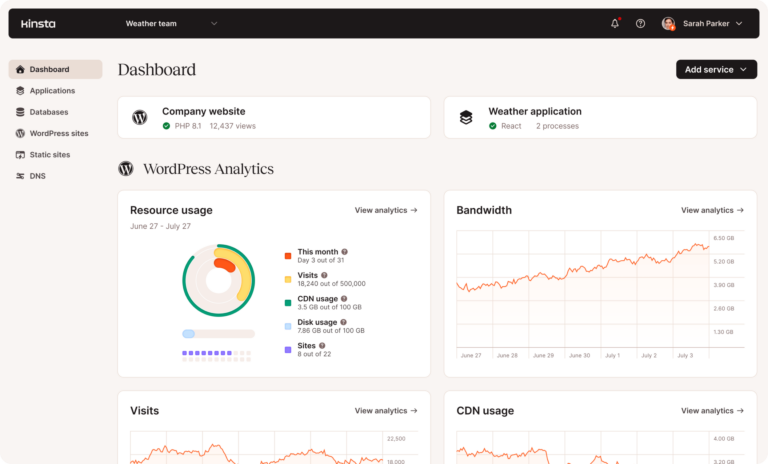 Kinsta
Weather team
Sarah Parker
Dashboard
Applications
Databases
WordPress sites
Static sites
DNS
Dashboard
Add service
Company website
PHP 8.1 12,437 views
Weather application
React 2 processes
WordPress Analytics
Resource usage
View analytics →
June 27 - July 27
This month
Day 3 out of 31
Visits
18,240 out of 500,000
CDN usage
3.5 GB out of 100 GB
Disk usage
7.86 GB out of 100 GB
Sites
8 out of 22
Bandwidth
View analytics →
6.50 GB
5.20 GB
3.90 GB
2.60 GB
1.30 GB
June 27 June 28 June 29 June 30 July 1 July 2 July 3
Visits
View analytics →
22,500
18,000
CDN usage
View analytics →
4.00 GB
3.20 GB